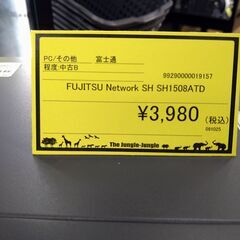 PC/その他　富士通
程度:中古B　99290000019157
FUJITSU Network SH SH1508ATD
¥3,980 (税込)
081025
The Jungle-Jungle